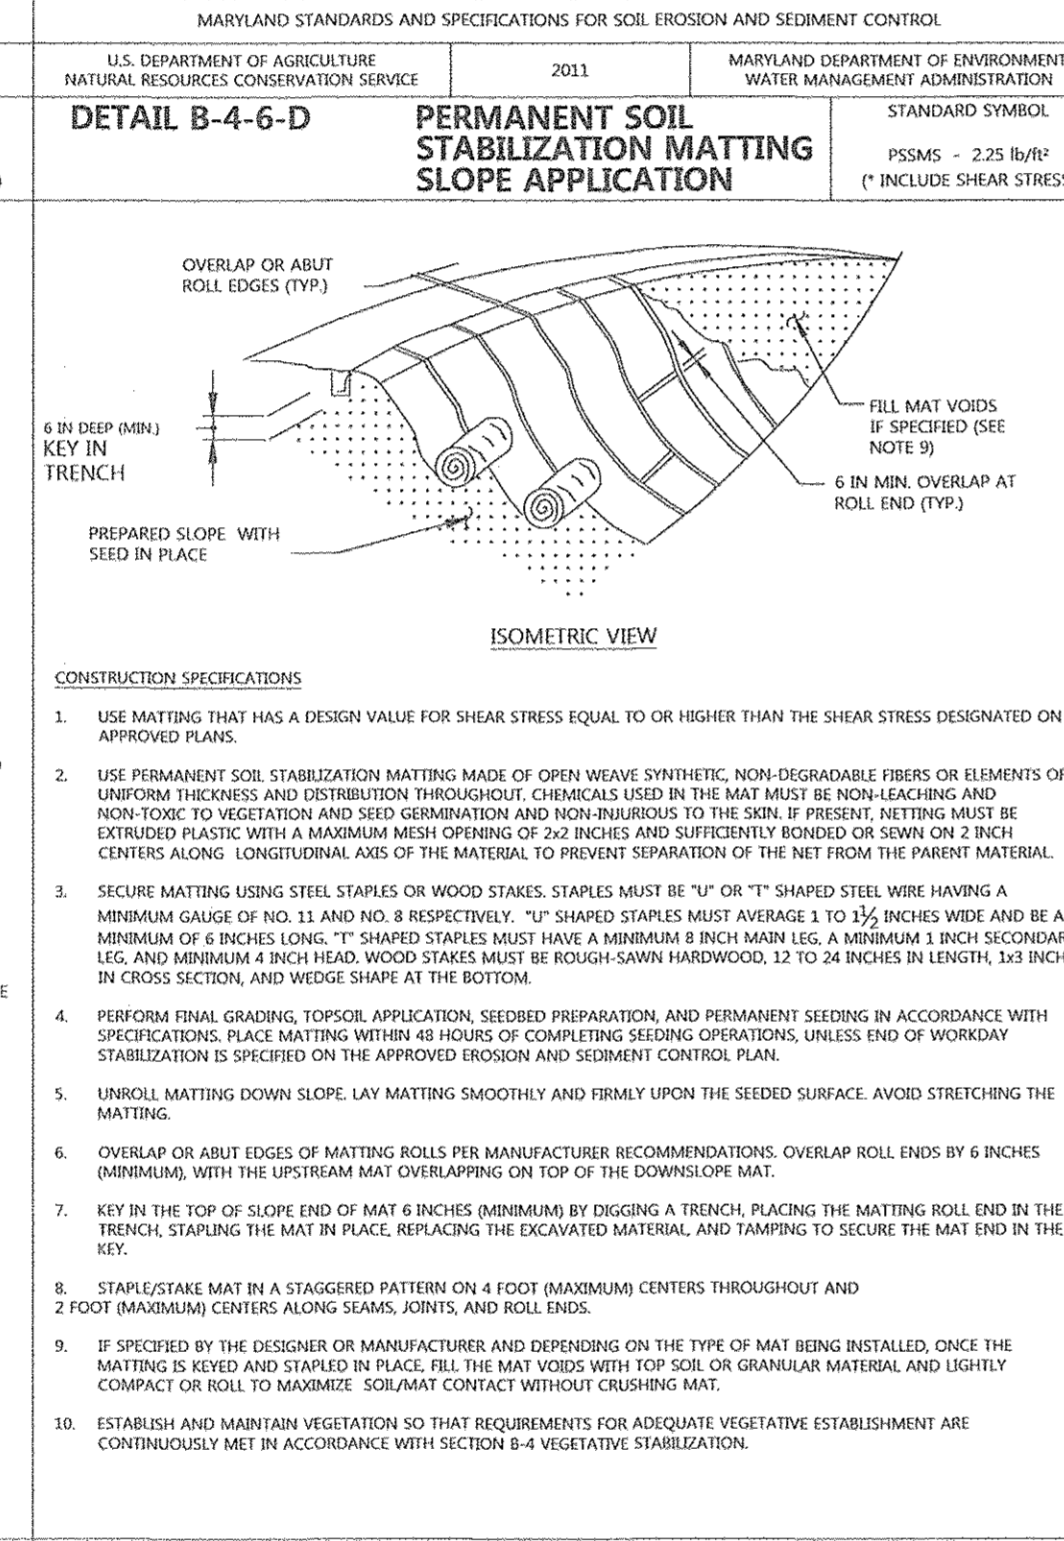 MARYLAND STANDARDS AND SPECIFICATIONS FOR SOIL EROSION AND SEDIMENT CONTROL
U.S. DEPARTMENT OF AGRICULTURE
NATURAL RESOURCES CONSERVATION SERVICE
2011
MARYLAND DEPARTMENT OF ENVIRONMENT
WATER MANAGEMENT ADMINISTRATION
DETAIL B-4-6-D
PERMANENT SOIL
STABILIZATION MATTING
SLOPE APPLICATION
STANDARD SYMBOL
PSSMS - 2.25 lb/ft²
(* INCLUDE SHEAR STRESS
OVERLAP OR ABUT
ROLL EDGES (TYP.)
6 IN DEEP (MIN.)
KEY IN
TRENCH
PREPARED SLOPE WITH
SEED IN PLACE
FILL MAT VOIDS
IF SPECIFIED (SEE
NOTE 9)
6 IN MIN. OVERLAP AT
ROLL END (TYP.)
ISOMETRIC VIEW
CONSTRUCTION SPECIFICATIONS
1. USE MATTING THAT HAS A DESIGN VALUE FOR SHEAR STRESS EQUAL TO OR HIGHER THAN THE SHEAR STRESS DESIGNATED ON
APPROVED PLANS.
2. USE PERMANENT SOIL STABILIZATION MATTING MADE OF OPEN WEAVE SYNTHETIC, NON-DEGRADABLE FIBERS OR ELEMENTS OF
UNIFORM THICKNESS AND DISTRIBUTION THROUGHOUT. CHEMICALS USED IN THE MAT MUST BE NON-LEACHING AND
NON-TOXIC TO VEGETATION AND SEED GERMINATION AND NON-INJURIOUS TO THE SKIN. IF PRESENT, NETTING MUST BE
EXTRUDED PLASTIC WITH A MAXIMUM MESH OPENING OF 2x2 INCHES AND SUFFICIENTLY BONDED OR SEWN ON 2 INCH
CENTERS ALONG LONGITUDINAL AXIS OF THE MATERIAL TO PREVENT SEPARATION OF THE NET FROM THE PARENT MATERIAL.
3. SECURE MATTING USING STEEL STAPLES OR WOOD STAKES. STAPLES MUST BE "U" OR "T" SHAPED STEEL WIRE HAVING A
MINIMUM GAUGE OF NO. 11 AND NO. 8 RESPECTIVELY. "U" SHAPED STAPLES MUST AVERAGE 1 TO 1½ INCHES WIDE AND BE A
MINIMUM OF 6 INCHES LONG. "T" SHAPED STAPLES MUST HAVE A MINIMUM 8 INCH MAIN LEG, A MINIMUM 1 INCH SECONDAR
LEG, AND MINIMUM 4 INCH HEAD. WOOD STAKES MUST BE ROUGH-SAWN HARDWOOD, 12 TO 24 INCHES IN LENGTH, 1x3 INCH
IN CROSS SECTION, AND WEDGE SHAPE AT THE BOTTOM.
4. PERFORM FINAL GRADING, TOPSOIL APPLICATION, SEEDBED PREPARATION, AND PERMANENT SEEDING IN ACCORDANCE WITH
SPECIFICATIONS. PLACE MATTING WITHIN 48 HOURS OF COMPLETING SEEDING OPERATIONS, UNLESS END OF WORKDAY
STABILIZATION IS SPECIFIED ON THE APPROVED EROSION AND SEDIMENT CONTROL PLAN.
5. UNROLL MATTING DOWN SLOPE. LAY MATTING SMOOTHLY AND FIRMLY UPON THE SEEDED SURFACE. AVOID STRETCHING THE
MATTING.
6. OVERLAP OR ABUT EDGES OF MATTING ROLLS PER MANUFACTURER RECOMMENDATIONS. OVERLAP ROLL ENDS BY 6 INCHES
(MINIMUM), WITH THE UPSTREAM MAT OVERLAPPING ON TOP OF THE DOWNSLOPE MAT.
7. KEY IN THE TOP OF SLOPE END OF MAT 6 INCHES (MINIMUM) BY DIGGING A TRENCH, PLACING THE MATTING ROLL END IN THE
TRENCH, STAPLING THE MAT IN PLACE, REPLACING THE EXCAVATED MATERIAL, AND TAMPING TO SECURE THE MAT END IN THE
KEY.
8. STAPLE/STAKE MAT IN A STAGGERED PATTERN ON 4 FOOT (MAXIMUM) CENTERS THROUGHOUT AND
2 FOOT (MAXIMUM) CENTERS ALONG SEAMS, JOINTS, AND ROLL ENDS.
9. IF SPECIFIED BY THE DESIGNER OR MANUFACTURER AND DEPENDING ON THE TYPE OF MAT BEING INSTALLED, ONCE THE
MATTING IS KEYED AND STAPLED IN PLACE, FILL THE MAT VOIDS WITH TOP SOIL OR GRANULAR MATERIAL AND LIGHTLY
COMPACT OR ROLL TO MAXIMIZE SOIL/MAT CONTACT WITHOUT CRUSHING MAT.
10. ESTABLISH AND MAINTAIN VEGETATION SO THAT REQUIREMENTS FOR ADEQUATE VEGETATIVE ESTABLISHMENT ARE
CONTINUOUSLY MET IN ACCORDANCE WITH SECTION B-4 VEGETATIVE STABILIZATION.